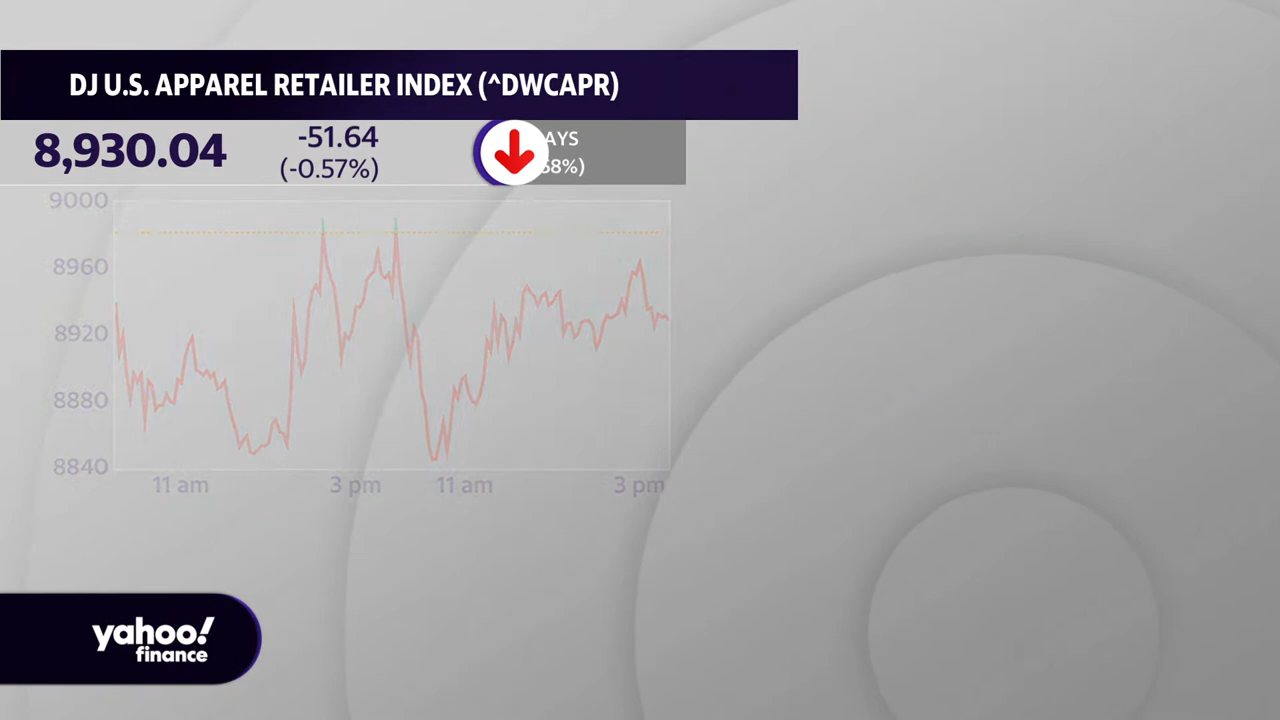 DJ U.S. APPAREL RETAILER INDEX (^DWCAPR)
8,930.04
-51.64
(-0.57%)
9000
8960
8920
8880
8840
11 am 3 pm 11 am 3 pm
yahoo!
finance